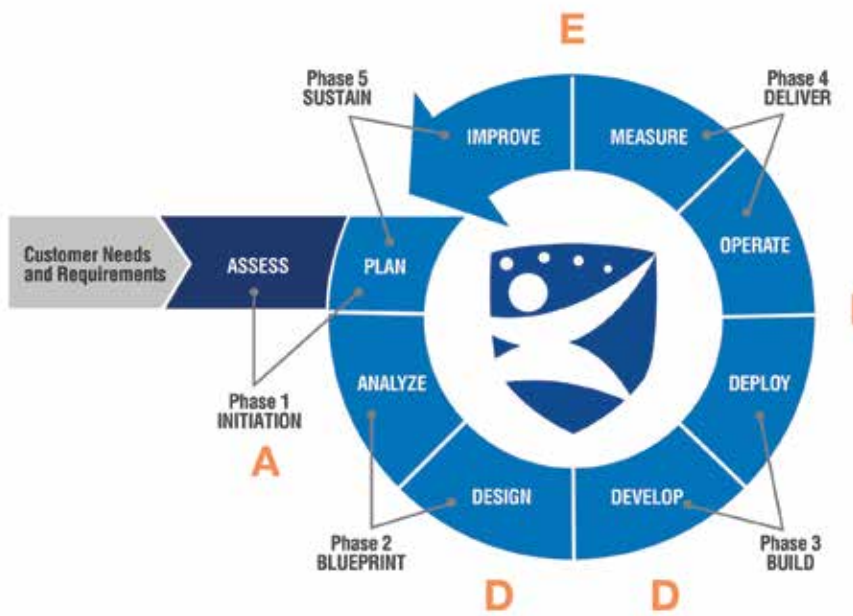 E
Phase 5
SUSTAIN
Phase 4
DELIVER
IMPROVE
MEASURE
Customer Needs
and Requirements
ASSESS
PLAN
OPERATE
ANALYZE
DEPLOY
Phase 1
INITIATION
A
DESIGN
DEVELOP
Phase 2
BLUEPRINT
Phase 3
BUILD
D
D